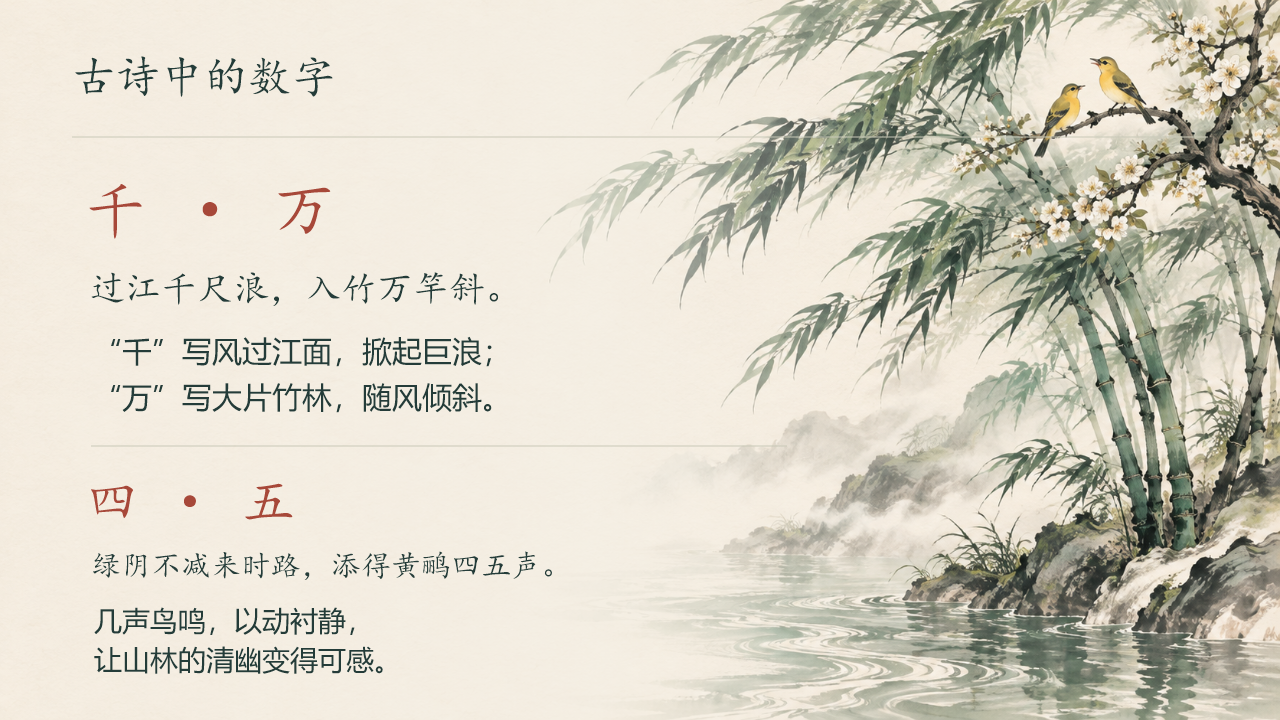 古诗中的数字
千 • 万
过江千尺浪，入竹万竿斜。
“千”写风过江面，掀起巨浪；
“万”写大片竹林，随风倾斜。
四 • 五
绿阴不减来时路，添得黄鹂四五声。
几声鸟鸣，以动衬静，
让山林的清幽变得可感。